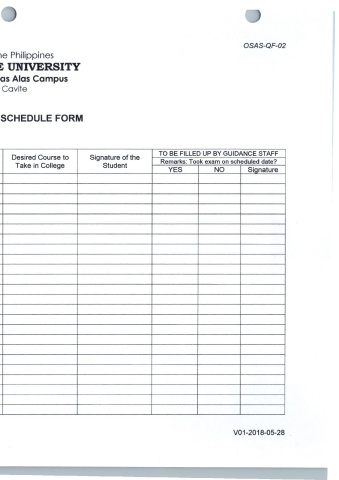 OSAS-QF-02
he Philippines
E UNIVERSITY
as Alas Campus
Cavite
SCHEDULE FORM
Desired Course to Take in College
Signature of the Student
TO BE FILLED UP BY GUIDANCE STAFF
Remarks: Took exam on scheduled date?
YES NO Signature
V01-2018-05-28